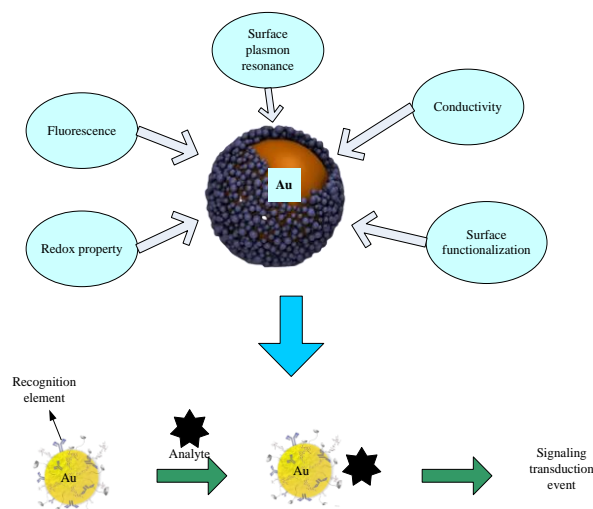 Surface
plasmon
resonance
Fluorescence
Conductivity
Au
Redox property
Surface
functionalization
Recognition
element
Analyte
Au
Au
Signaling
transduction
event